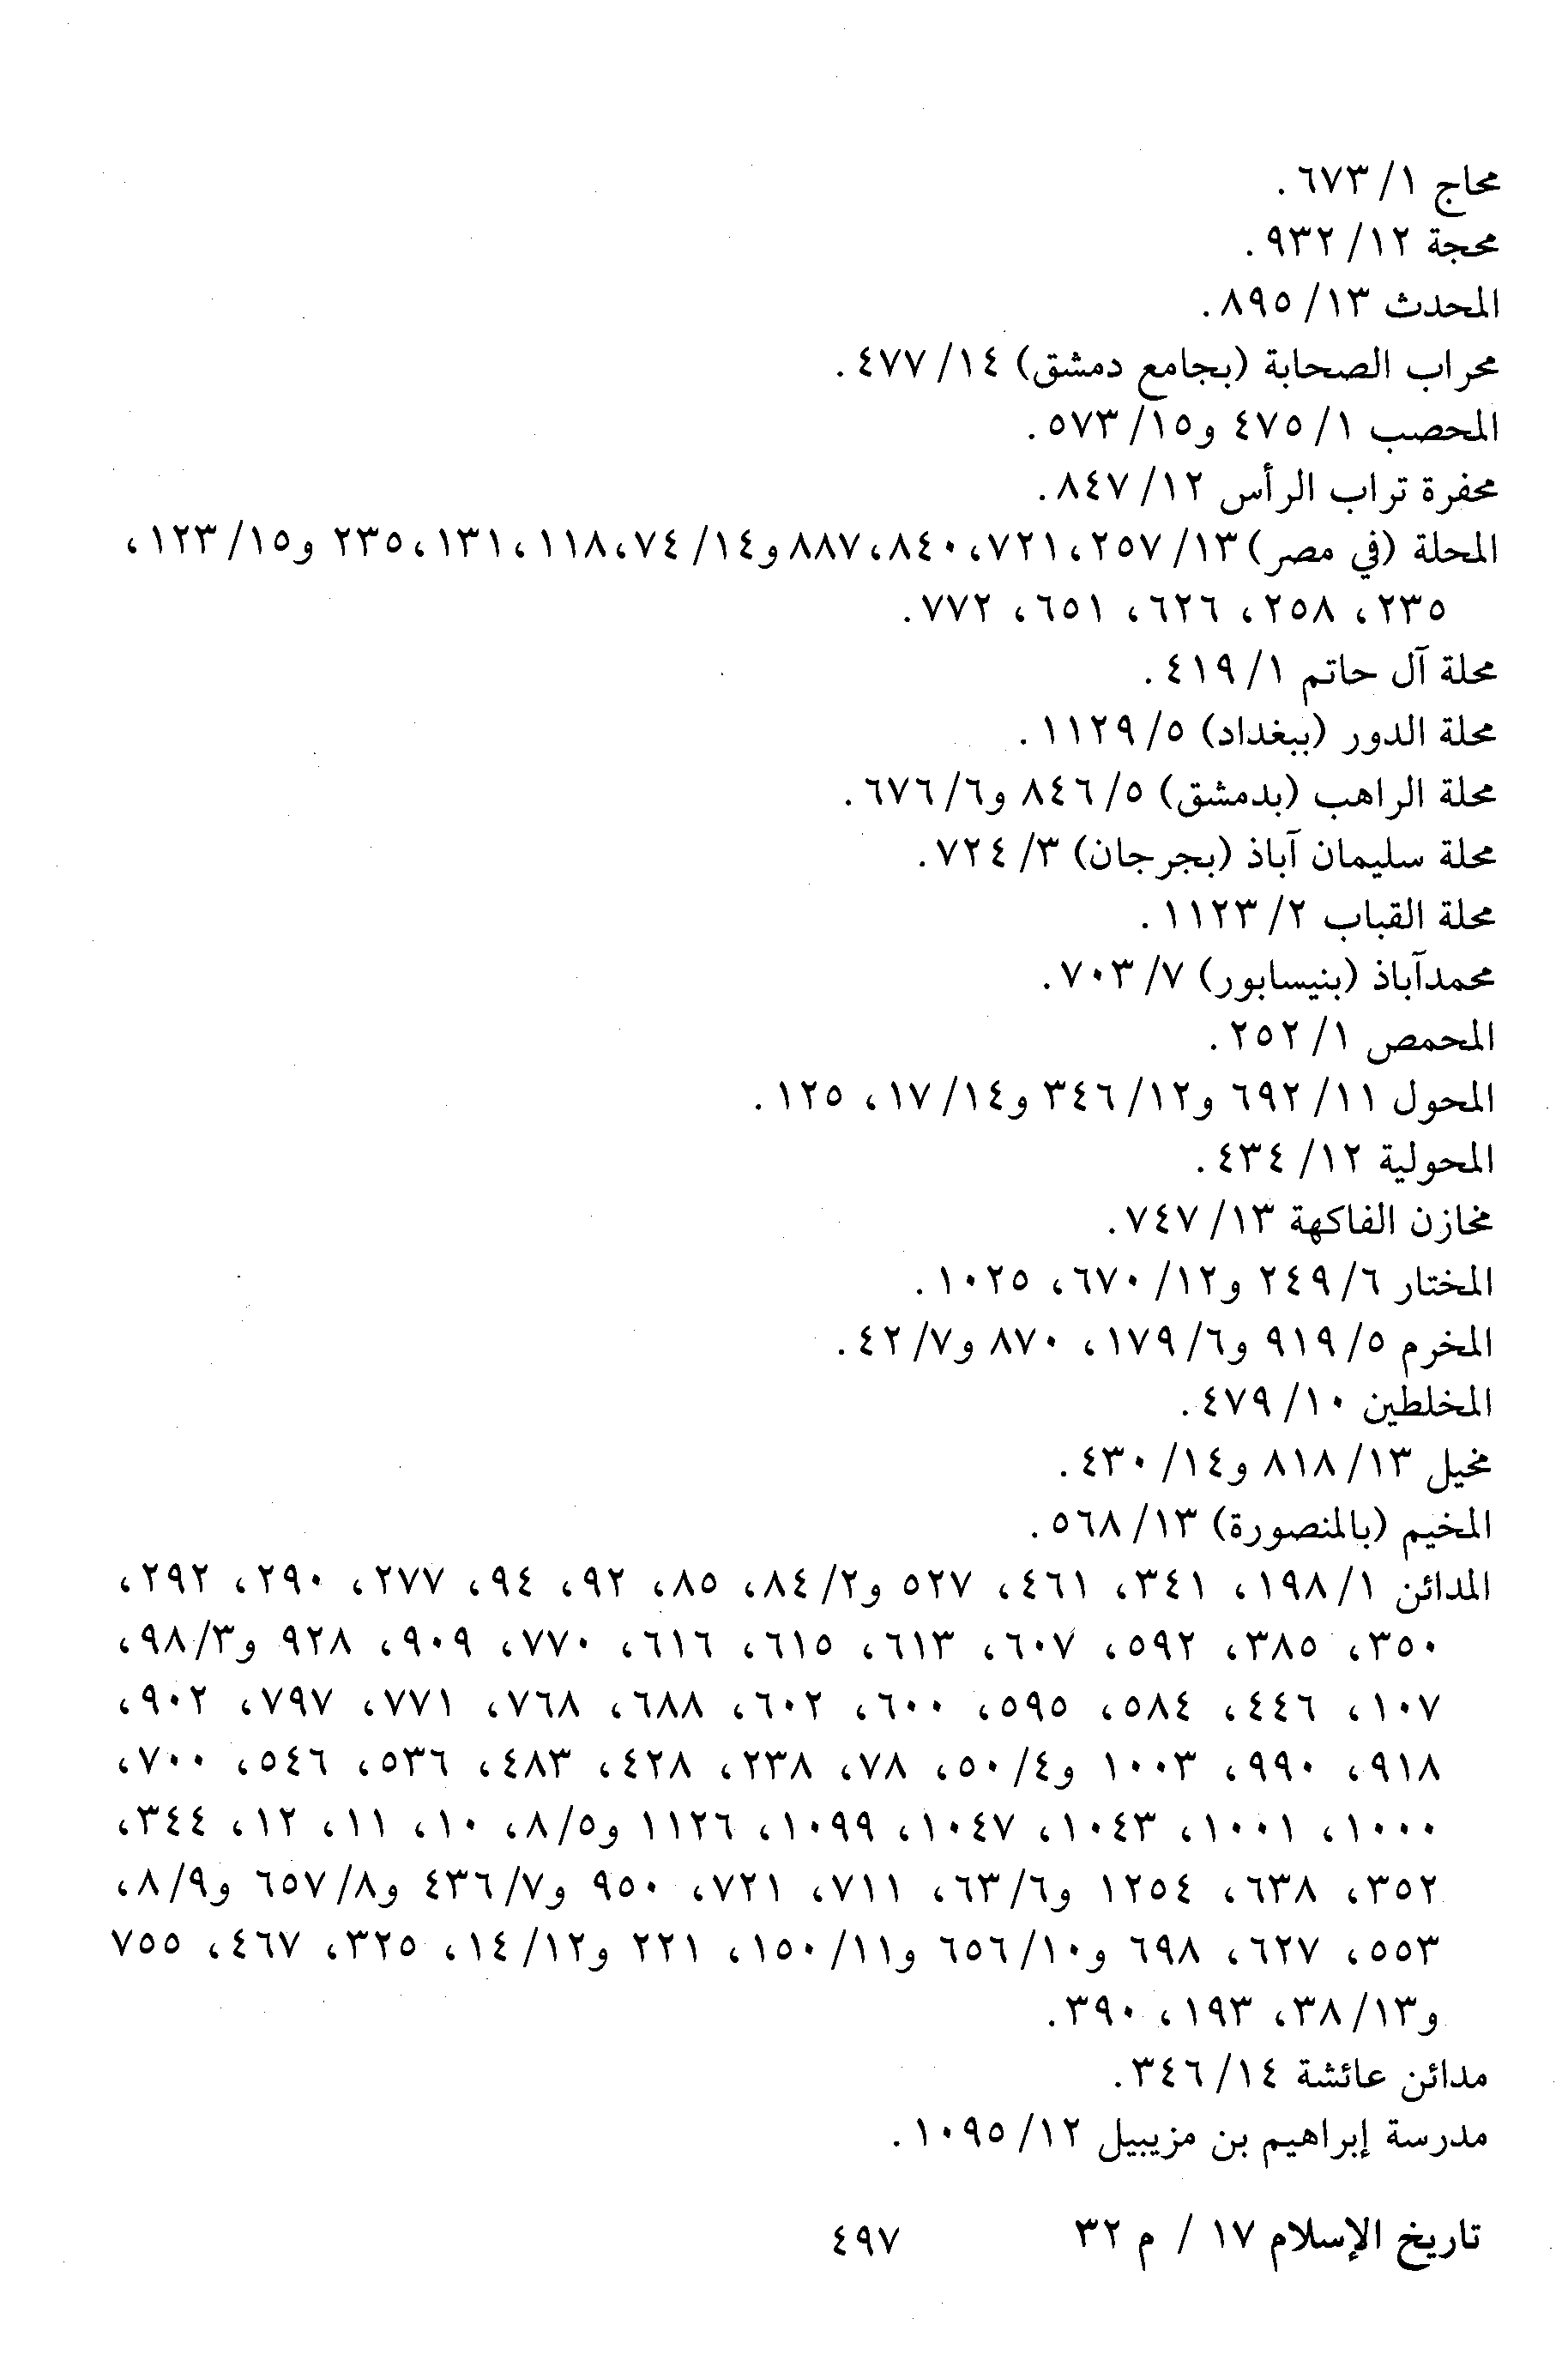 محاج ١/ ٦٧٣.
محجة ١٢/ ٩٣٢.
المحدث ١٣/ ٨٩٥.
محراب الصحابة (بجامع دمشق) ١٤/ ٤٧٧.
المحصب ١/ ٤٧٥ و١٥/ ٥٧٣.
محفرة تراب الرأس ١٢/ ٨٤٧.
المحلة (في مصر) ١٣/ ٢٥٧، ٧٢١، ٨٤٠، ٨٨٧ و١٤/ ٧٤، ١١٨، ١٣١، ٢٣٥ و١٥/ ١٢٣،
٢٣٥، ٢٥٨، ٦٢٦، ٦٥١، ٧٧٢.
محلة آل حاتم ١/ ٤١٩.
محلة الدور (ببغداد) ٥/ ١١٢٩.
محلة الراهب (بدمشق) ٥/ ٨٤٦ و٦/ ٦٧٦.
محلة سليمان آباذ (بجرجان) ٣/ ٧٢٤.
محلة القباب ٢/ ١١٢٣.
محمدآباذ (بنيسابور) ٧/ ٧٠٣.
المحمص ١/ ٢٥٢.
المحول ١١/ ٦٩٢ و١٢/ ٣٤٦ و١٤/ ١٧، ١٢٥.
المحولية ١٢/ ٤٣٤.
مخازن الفاكهة ١٣/ ٧٤٧.
المختار ٦/ ٢٤٩ و١٢/ ٦٧٠، ١٠٢٥.
المخرم ٥/ ٩١٩ و٦/ ١٧٩، ٨٧٠ و٧/ ٤٢.
المخلطين ١٠/ ٤٧٩.
مخيل ١٣/ ٨١٨ و١٤/ ٤٣٠.
المخيم (بالمنصورة) ١٣/ ٥٦٨.
المدائن ١/ ١٩٨، ٣٤١، ٤٦١، ٥٢٧ و٢/ ٨٤، ٨٥، ٩٢، ٩٤، ٢٧٧، ٢٩٠، ٢٩٢،
٣٥٠، ٣٨٥، ٥٩٢، ٦٠٧، ٦١٣، ٦١٥، ٦١٦، ٧٧٠، ٩٠٩، ٩٢٨ و٣/ ٩٨،
١٠٧، ٤٤٦، ٥٨٤، ٥٩٥، ٦٠٠، ٦٠٢، ٦٨٨، ٧٦٨، ٧٧١، ٧٩٧، ٩٠٢،
٩١٨، ٩٩٠، ١٠٠٣ و٤/ ٥٠، ٧٨، ٢٣٨، ٤٢٨، ٤٨٣، ٥٣٦، ٥٤٦، ٧٠٠،
١٠٠٠، ١٠٠١، ١٠٤٣، ١٠٤٧، ١٠٩٩، ١١٢٦ و٥/ ٨، ١٠، ١١، ١٢، ٣٤٤،
٣٥٢، ٦٣٨، ١٢٥٤ و٦/ ٦٣، ٧١١، ٧٢١، ٩٥٠ و٧/ ٤٣٦ و٨/ ٦٥٧ و٩/ ٨،
٥٥٣، ٦٢٧، ٦٩٨ و١٠/ ٦٥٦ و١١/ ١٥٠، ٢٢١ و١٢/ ١٤، ٣٢٥، ٤٦٧، ٧٥٥
و١٣/ ٣٨، ١٩٣، ٣٩٠.
مدائن عائشة ١٤/ ٣٤٦.
مدرسة إبراهيم بن مزيبيل ١٢/ ١٠٩٥.
تاريخ الإسلام ١٧ / م ٣٢
٤٩٧